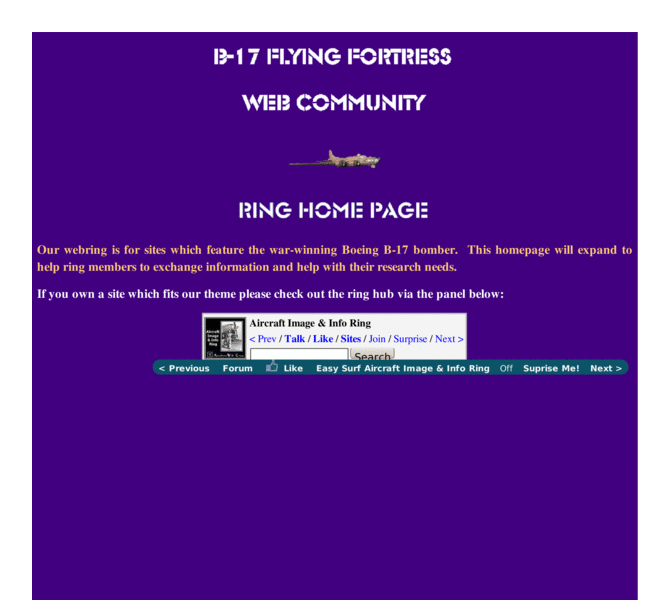 B-17 FLYING FORTRESS
WEB COMMUNITY
RING HOME PAGE
Our webring is for sites which feature the war-winning Boeing B-17 bomber. This homepage will expand to
help ring members to exchange information and help with their research needs.
If you own a site which fits our theme please check out the ring hub via the panel below:
Aircraft Image & Info Ring
< Prev / Talk / Like / Sites / Join / Surprise / Next >
Search
< Previous Forum Like Easy Surf Aircraft Image & Info Ring Off Suprise Me! Next >